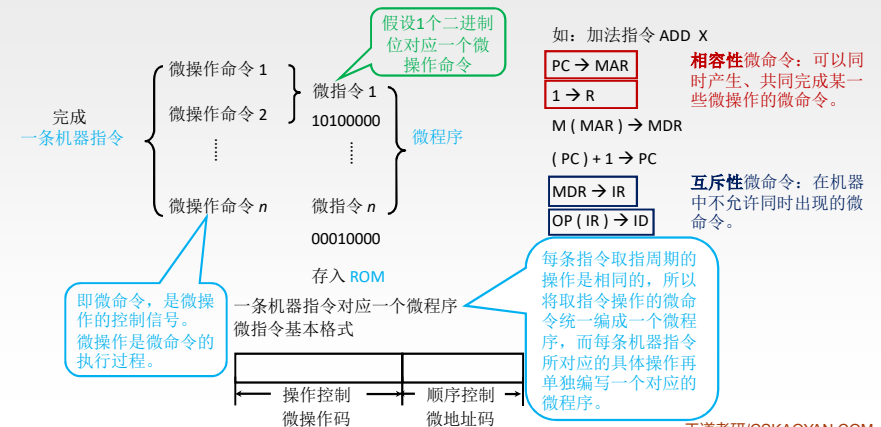 假设1个二进制
位对应一个微
操作命令
完成
一条机器指令
微操作命令 1
微操作命令 2
微操作命令 n
微指令 1
10100000
微指令 n
00010000
微程序
存入 ROM
一条机器指令对应一个微程序
微指令基本格式
操作控制
顺序控制
微操作码
微地址码
即微命令，是微操
作的控制信号。
微操作是微命令的
执行过程。
如：加法指令 ADD X
PC → MAR
1 → R
M ( MAR ) → MDR
( PC ) + 1 → PC
MDR → IR
OP ( IR ) → ID
相容性微命令：可以同
时产生、共同完成某一
些微操作的微命令。
互斥性微命令：在机器
中不允许同时出现的微
命令。
每条指令取指周期的
操作是相同的，所以
将取指令操作的微命
令统一编成一个微程
序，而每条机器指令
所对应的具体操作再
单独编写一个对应的
微程序。